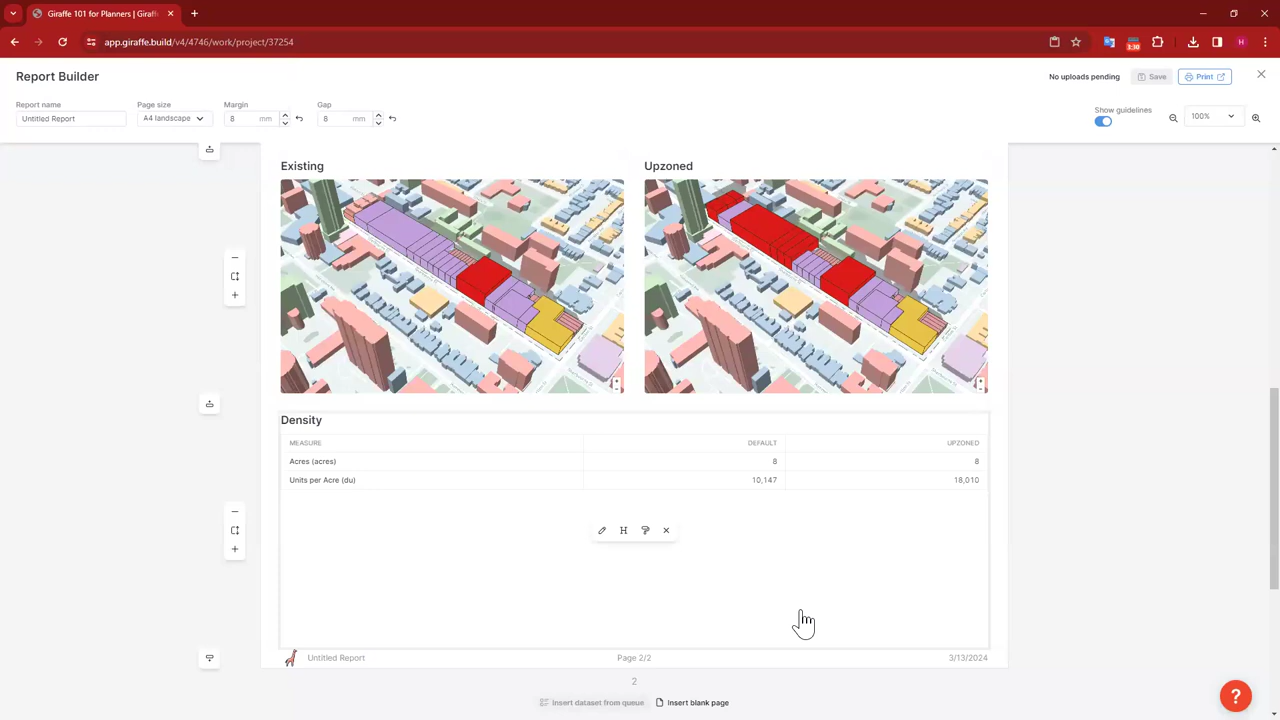 Giraffe 101 for Planners | Giraff
app.giraffe.build/v4/4746/work/project/37254
3:10
H
Report Builder
No uploads pending
Save
Print
Report name
Page size
Margin
Gap
Untitled Report
A4 landscape
8 mm
8 mm
Show guidelines
100%
Existing
Upzoned
Density
MEASURE DEFAULT UPZONED
Acres (acres) 8 8
Units per Acre (du) 10,147 18,010
H
Untitled Report
Page 2/2
3/13/2024
2
Insert dataset from queue
Insert blank page
?